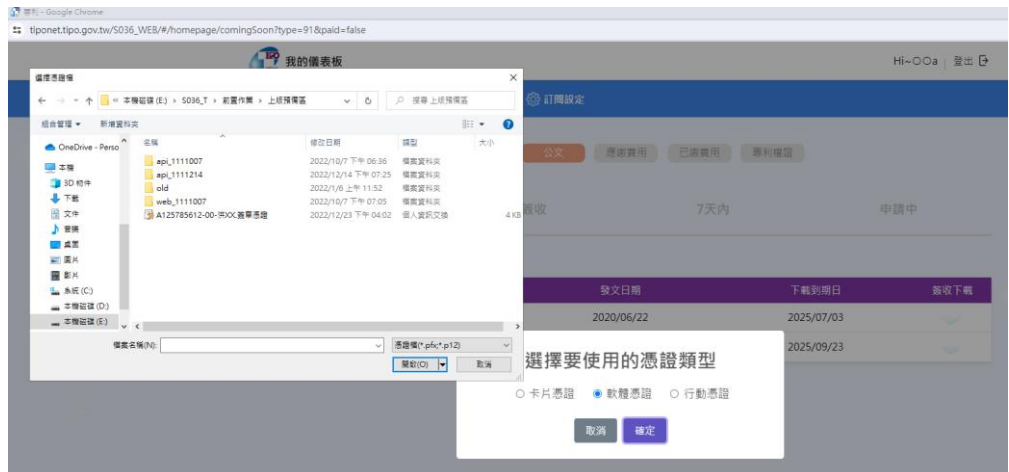 專利 - Google Chrome
tiponet.tipo.gov.tw/S036_WEB/#/homepage/comingSoon?type=91&paid=false
TIPO 我的儀表板
Hi~OOa | 登出
選擇憑證檔
« 本機磁碟 (E:) › S036_T › 前置作業 › 上版預備區
搜尋 上版預備區
訂閱設定
組合管理
新增資料夾
名稱 修改日期 類型 大小
OneDrive - Perso
本機
3D 物件
下載
文件
音樂
桌面
圖片
影片
系統 (C:)
本機磁碟 (D:)
本機磁碟 (E:)
api_1111007 2022/10/7 下午 06:36 檔案資料夾
api_1111214 2022/12/14 下午 07:25 檔案資料夾
old 2022/1/6 上午 11:52 檔案資料夾
web_1111007 2022/10/7 下午 07:05 檔案資料夾
A125785612-00-洪XX.簽章憑證 2022/12/23 下午 04:02 個人資訊交換 4 KB
檔案名稱(N):
憑證檔(*.pfx;*.p12)
開啟(O) 取消
公文 應繳費用 已繳費用 專利權證
簽收 7天內 申請中
發文日期 下載到期日 簽收下載
2020/06/22 2025/07/03
2025/09/23
選擇要使用的憑證類型
卡片憑證 軟體憑證 行動憑證
取消 確定